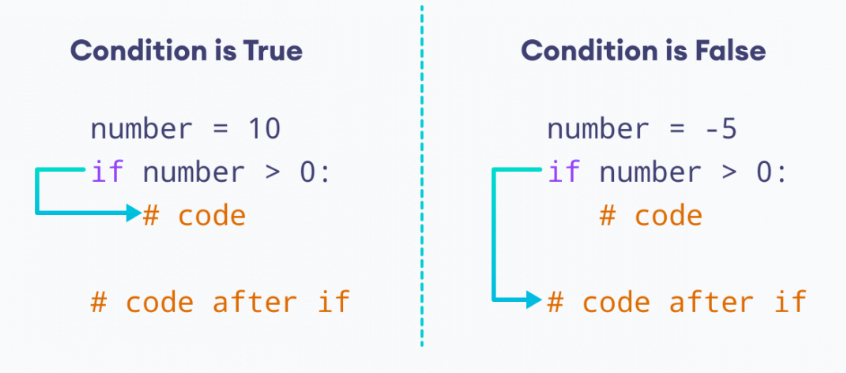 Condition is True
number = 10
if number > 0:
# code
# code after if
Condition is False
number = -5
if number > 0:
# code
# code after if